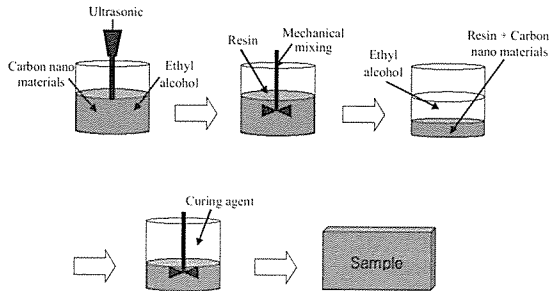 Ultrasonic
Carbon nano
materials
Ethyl
alcohol
Resin
Mechanical
mixing
Ethyl
alcohol
Resin + Carbon
nano materials
Curing agent
Sample